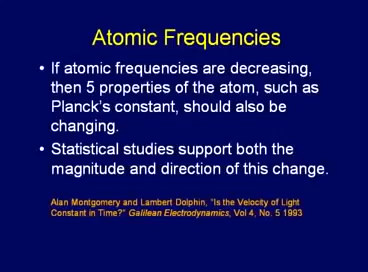 Atomic Frequencies
• If atomic frequencies are decreasing,
then 5 properties of the atom, such as
Planck's constant, should also be
changing.
• Statistical studies support both the
magnitude and direction of this change.
Alan Montgomery and Lambert Dolphin, "Is the Velocity of Light
Constant in Time?" Galilean Electrodynamics, Vol 4, No. 5 1993